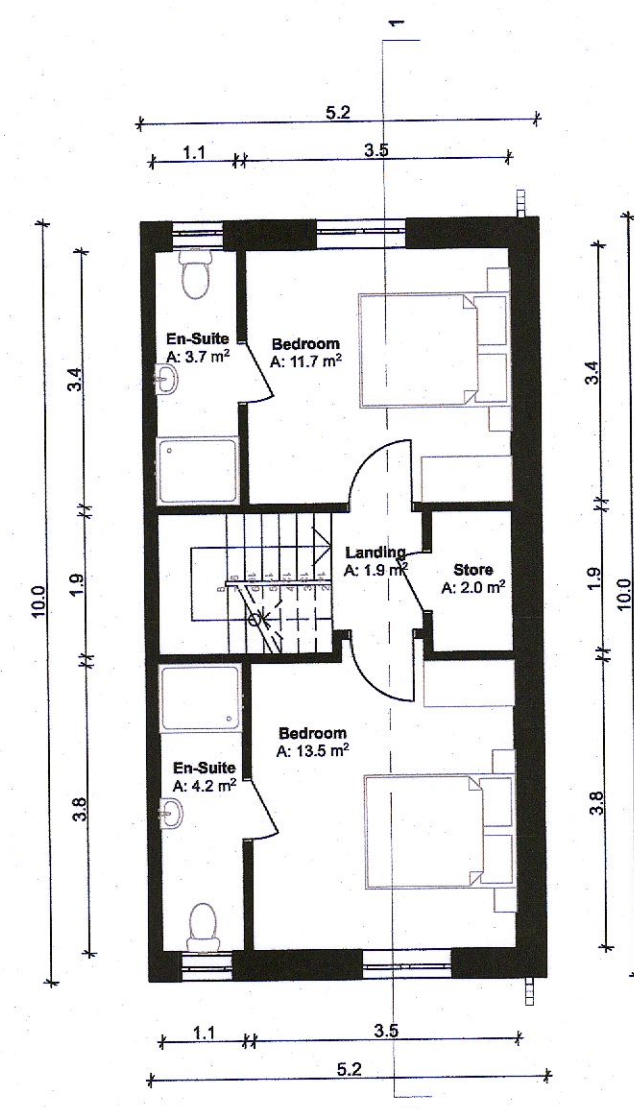 1
5.2
1.1
3.5
En-Suite
A: 3.7 m²
Bedroom
A: 11.7 m²
3.4
3.4
10.0
1.9
1.9
10.0
Landing
A: 1.9 m²
Store
A: 2.0 m²
Bedroom
A: 13.5 m²
En-Suite
A: 4.2 m²
3.8
3.8
1.1
3.5
5.2